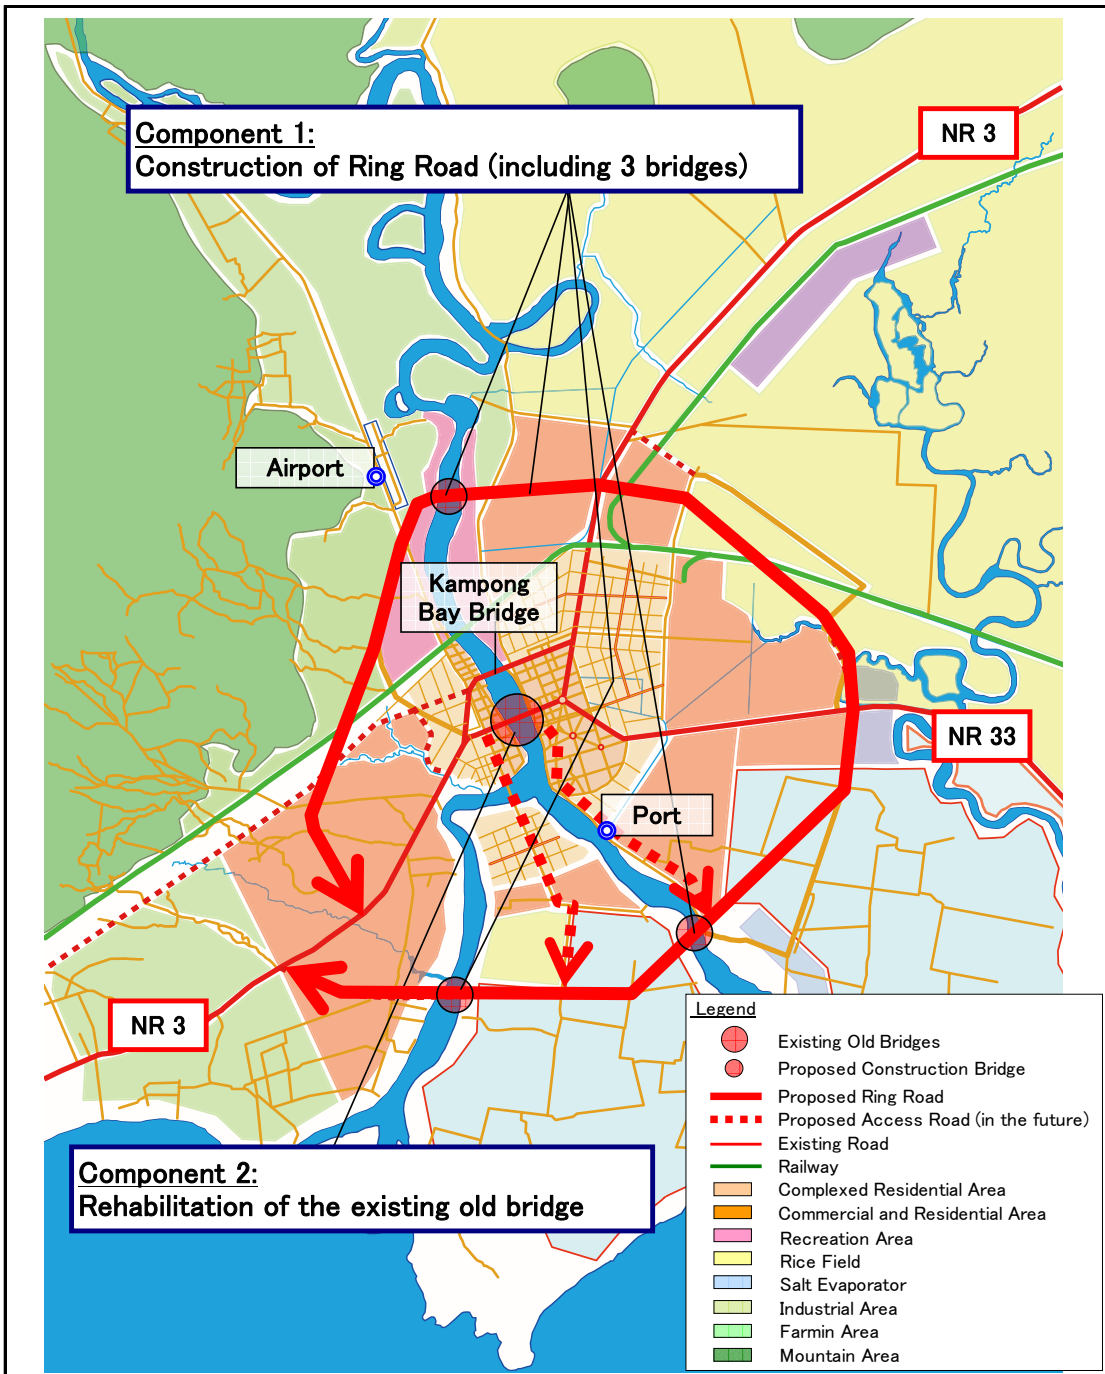 Component 1:
Construction of Ring Road (including 3 bridges)
NR 3
Airport
Kampong
Bay Bridge
NR 33
Port
NR 3
Component 2:
Rehabilitation of the existing old bridge
Legend
Existing Old Bridges
Proposed Construction Bridge
Proposed Ring Road
Proposed Access Road (in the future)
Existing Road
Railway
Complexed Residential Area
Commercial and Residential Area
Recreation Area
Rice Field
Salt Evaporator
Industrial Area
Farmin Area
Mountain Area